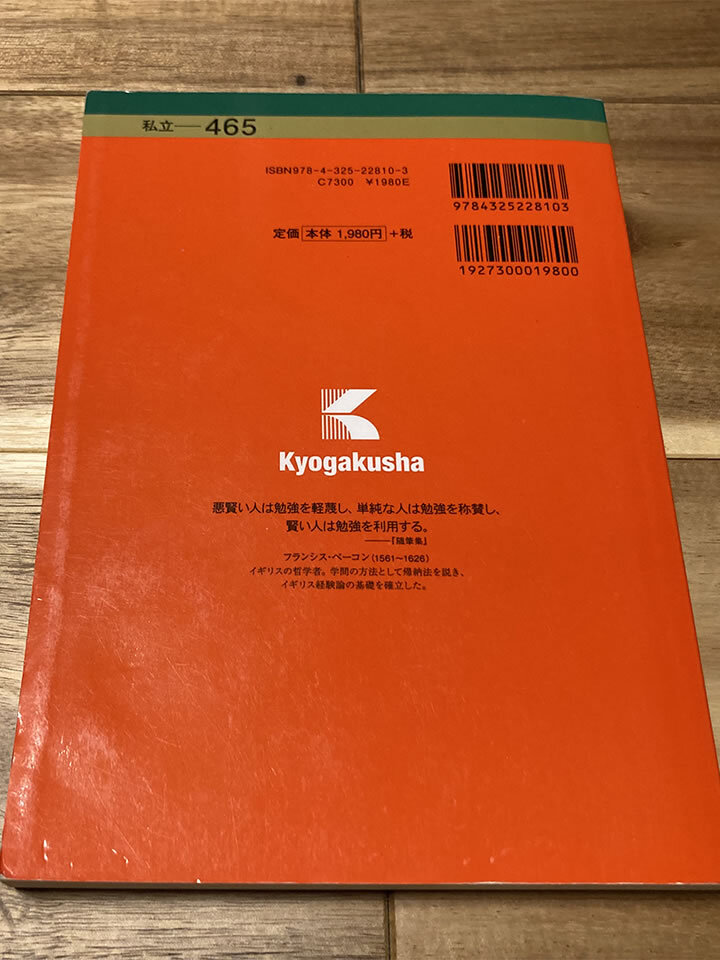 私立―465
ISBN978-4-325-22810-3
C7300 ¥1980E
9784325228103
定価 本体 1,980円 +税
1927300019800
Kyogakusha
悪賢い人は勉強を軽蔑し、単純な人は勉強を称賛し、
賢い人は勉強を利用する。
――『随筆集』
フランシス・ベーコン(1561〜1626)
イギリスの哲学者。学問の方法として帰納法を説き、
イギリス経験論の基礎を確立した。